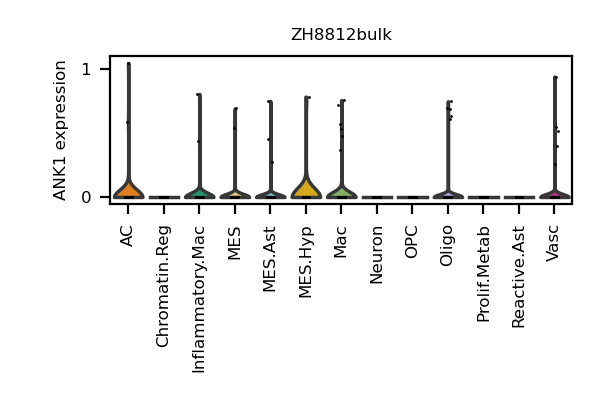 ZH8812bulk
ANK1 expression
1
0
AC
Chromatin.Reg
Inflammatory.Mac
MES
MES.Ast
MES.Hyp
Mac
Neuron
OPC
Oligo
Prolif.Metab
Reactive.Ast
Vasc